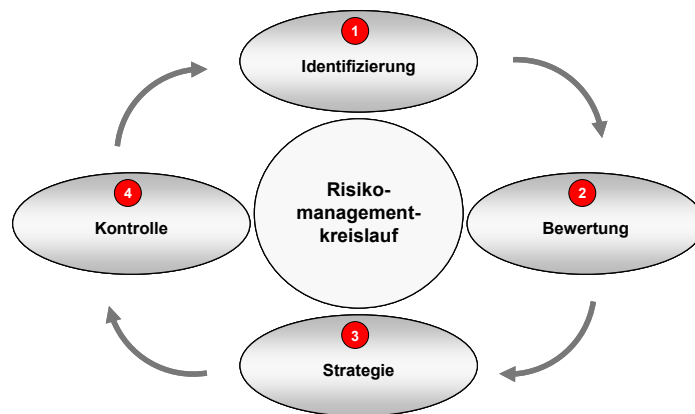 1
Identifizierung
2
Bewertung
3
Strategie
4
Kontrolle
Risiko-
management-
kreislauf